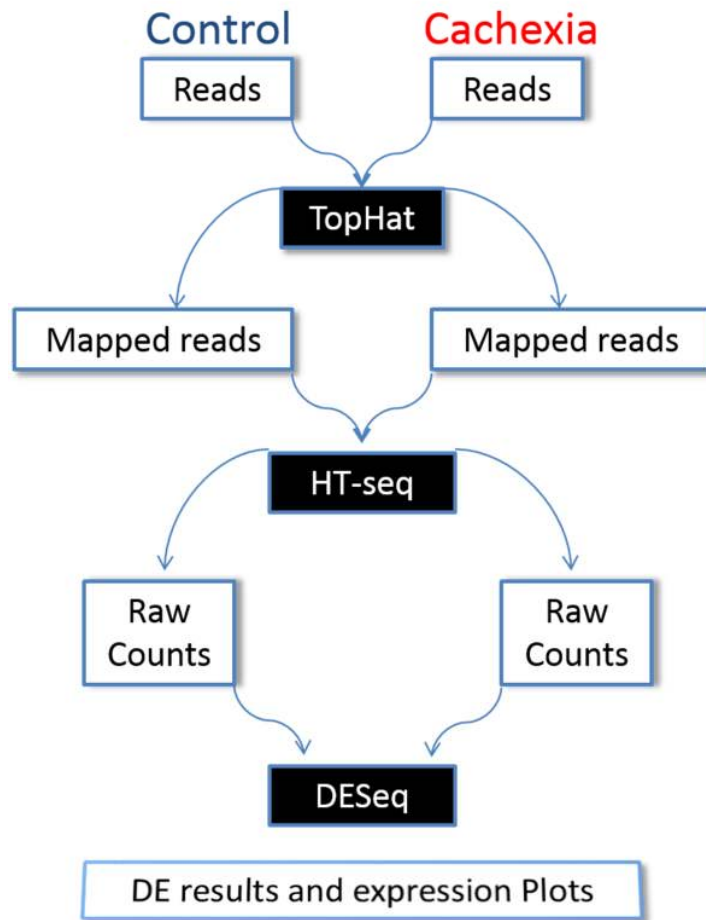 Control
Cachexia
Reads
Reads
TopHat
Mapped reads
Mapped reads
HT-seq
Raw
Counts
Raw
Counts
DESeq
DE results and expression Plots